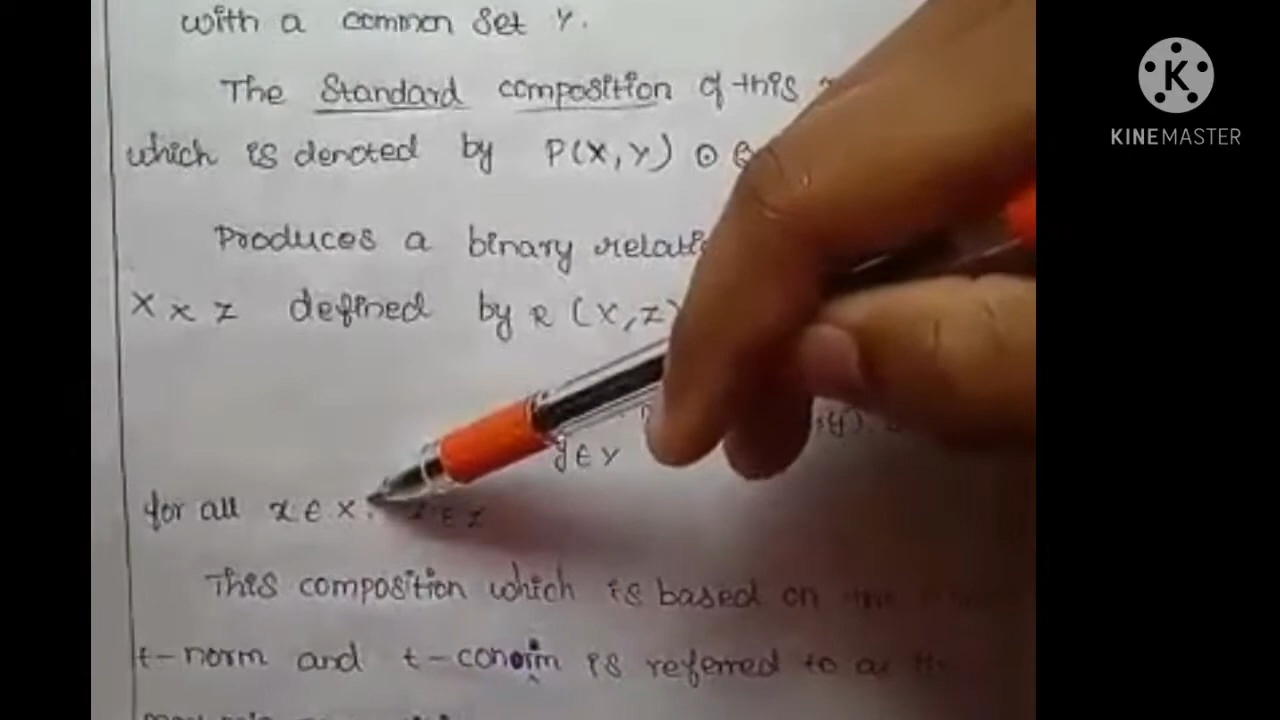 with a common set Y.
The Standard composition of this
which is denoted by P(X, Y) ⊙
Produces a binary
X x Z defined by R (X, Z)
y ∈ Y
for all x ∈ X, z ∈ Z
This composition which is based on the
t-norm and t-conorm is referred to as the
K
KINEMASTER